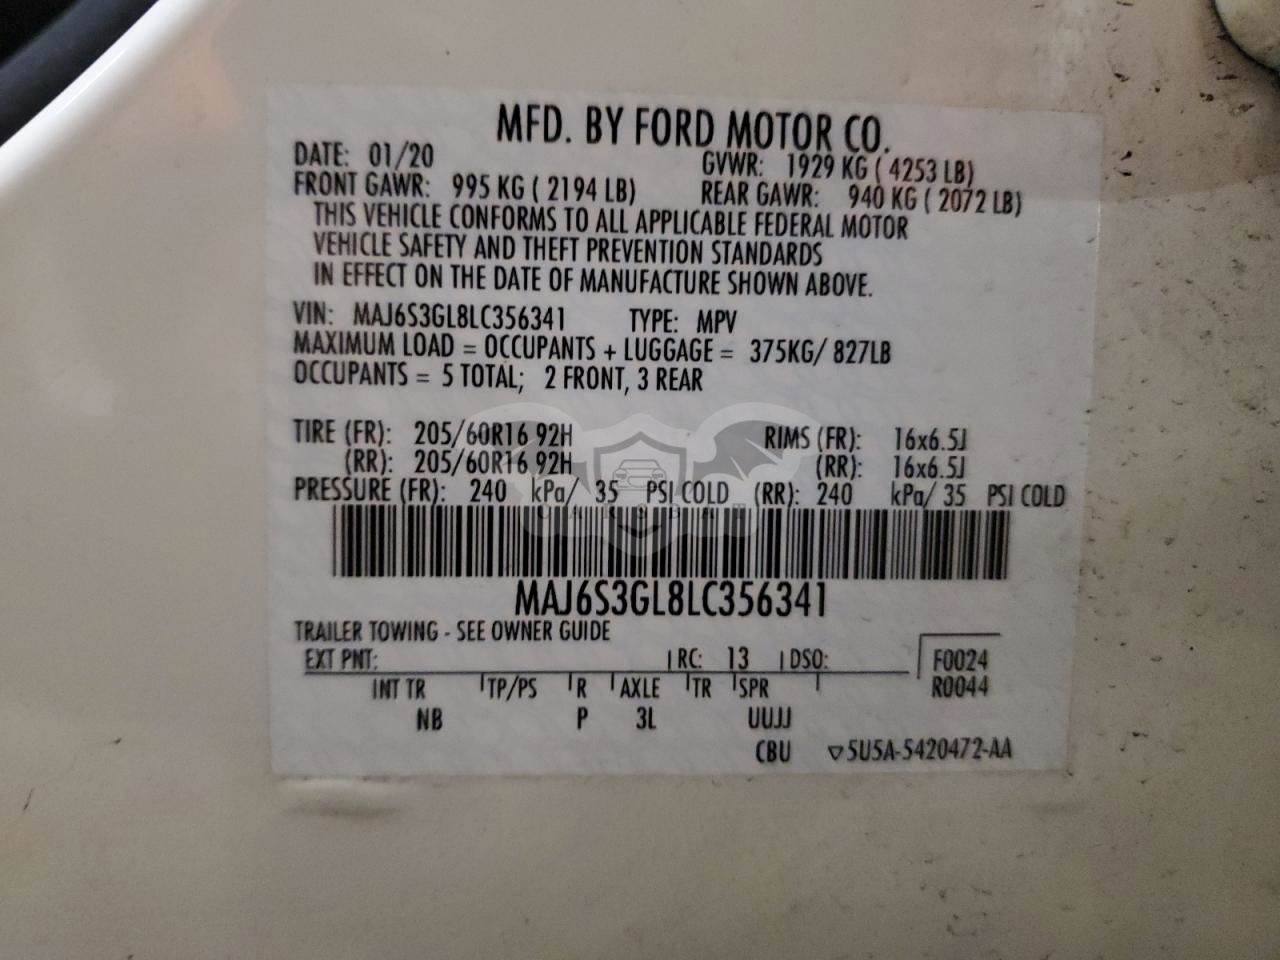 MFD. BY FORD MOTOR CO.
DATE: 01/20 GVWR: 1929 KG ( 4253 LB)
FRONT GAWR: 995 KG ( 2194 LB) REAR GAWR: 940 KG ( 2072 LB)
THIS VEHICLE CONFORMS TO ALL APPLICABLE FEDERAL MOTOR
VEHICLE SAFETY AND THEFT PREVENTION STANDARDS
IN EFFECT ON THE DATE OF MANUFACTURE SHOWN ABOVE.
VIN: MAJ6S3GL8LC356341 TYPE: MPV
MAXIMUM LOAD = OCCUPANTS + LUGGAGE = 375KG/ 827LB
OCCUPANTS = 5 TOTAL; 2 FRONT, 3 REAR
TIRE (FR): 205/60R16 92H RIMS (FR): 16x6.5J
(RR): 205/60R16 92H (RR): 16x6.5J
PRESSURE (FR): 240 kPa/ 35 PSI COLD (RR): 240 kPa/ 35 PSI COLD
MAJ6S3GL8LC356341
TRAILER TOWING - SEE OWNER GUIDE
EXT PNT: RC: 13 DSO: F0024
INT TR TP/PS R AXLE TR SPR R0044
NB P 3L UUJJ
CBU 5U5A-5420472-AA